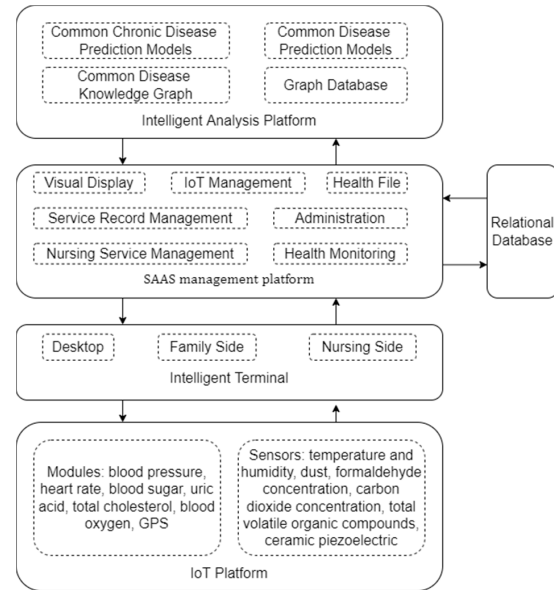 Common Chronic Disease
Prediction Models
Common Disease
Prediction Models
Common Disease
Knowledge Graph
Graph Database
Intelligent Analysis Platform
Visual Display
IoT Management
Health File
Service Record Management
Administration
Nursing Service Management
Health Monitoring
SAAS management platform
Relational
Database
Desktop
Family Side
Nursing Side
Intelligent Terminal
Modules: blood pressure,
heart rate, blood sugar, uric
acid, total cholesterol, blood
oxygen, GPS
Sensors: temperature and
humidity, dust, formaldehyde
concentration, carbon
dioxide concentration, total
volatile organic compounds,
ceramic piezoelectric
IoT Platform